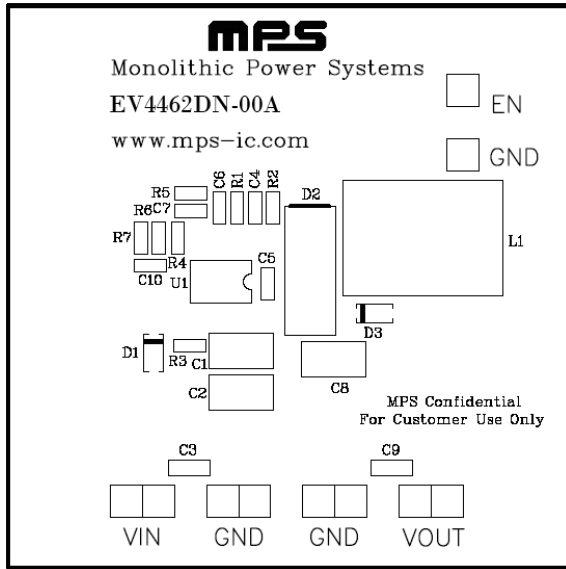 MPS
Monolithic Power Systems
EV4462DN-00A
www.mps-ic.com
EN
GND
R5
C6
R1
C4
R2
D2
R6
C7
R7
R4
C10
U1
C5
L1
D3
D1
R3
C1
C2
C8
MPS Confidential
For Customer Use Only
C3
C9
VIN
GND
GND
VOUT